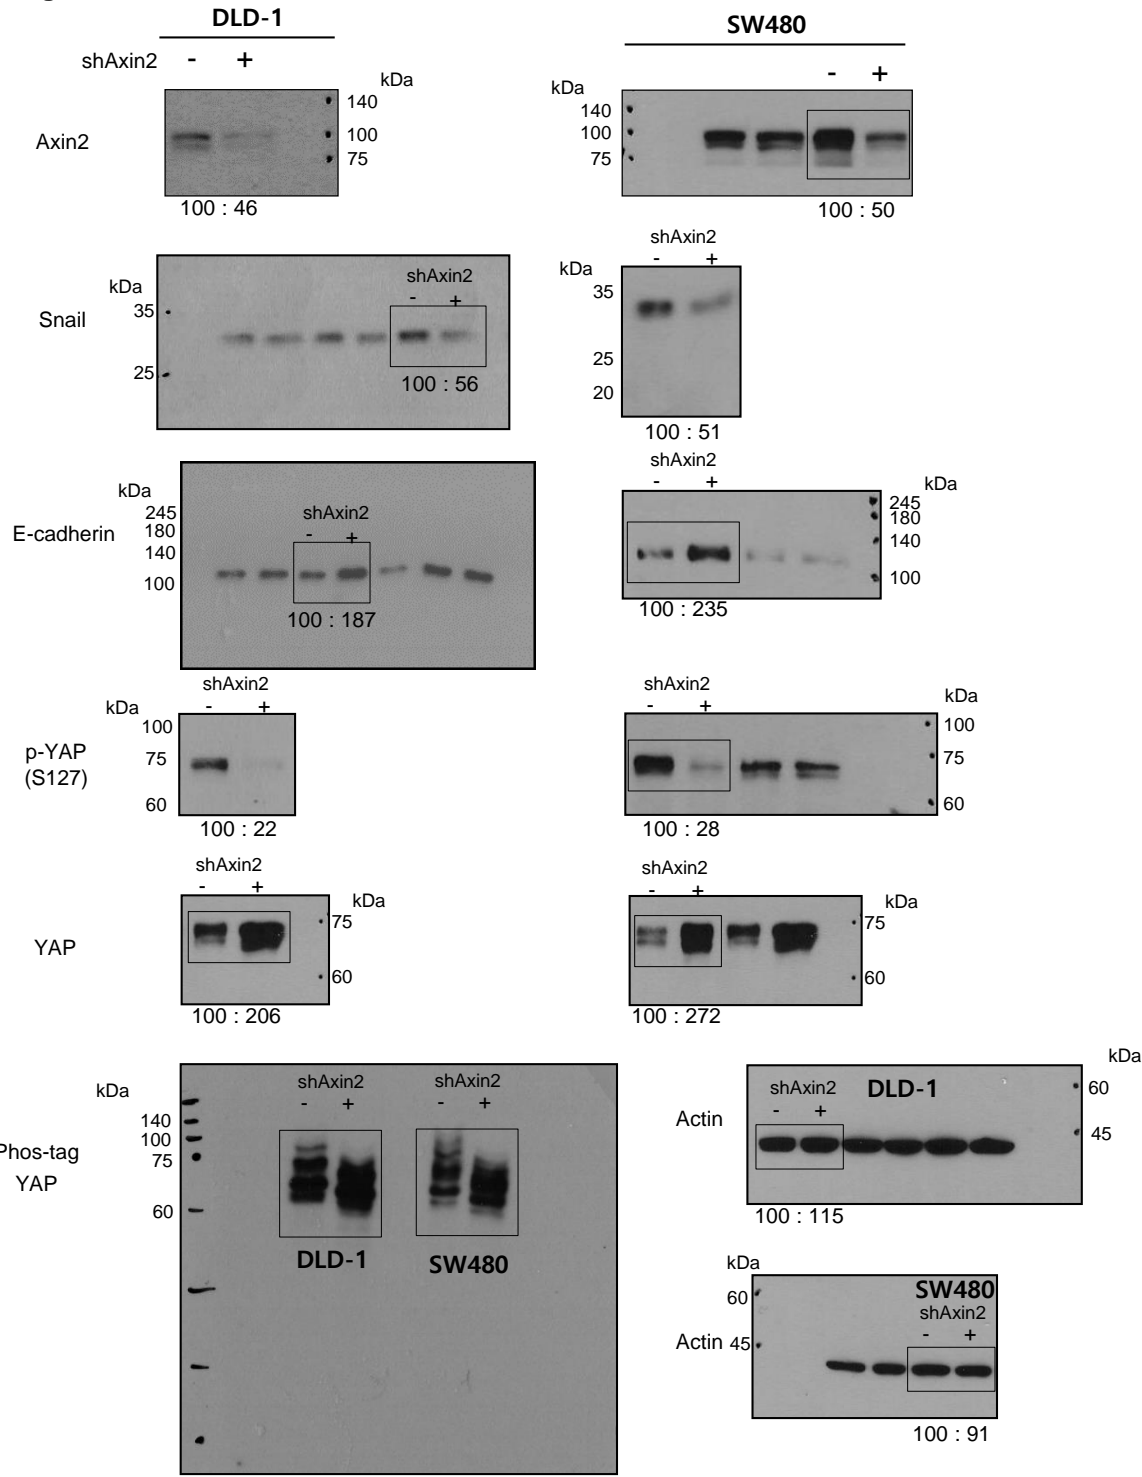 DLD-1
SW480
shAxin2 - +
- +
kDa
140
100
75
kDa
140
100
75
Axin2
100 : 46
100 : 50
kDa
35
25
Snail
shAxin2
- +
100 : 56
shAxin2
- +
kDa
35
25
20
100 : 51
kDa
245
180
140
100
E-cadherin
shAxin2
- +
100 : 187
shAxin2
- +
kDa
245
180
140
100
100 : 235
shAxin2
- +
kDa
100
75
60
p-YAP
(S127)
100 : 22
shAxin2
- +
kDa
100
75
60
100 : 28
shAxin2
- +
kDa
75
60
YAP
100 : 206
shAxin2
- +
kDa
75
60
100 : 272
kDa
140
100
75
60
Phos-tag
YAP
shAxin2
- +
DLD-1
shAxin2
- +
SW480
kDa
60
45
Actin
shAxin2
- +
DLD-1
100 : 115
kDa
60
45
Actin
SW480
shAxin2
- +
100 : 91